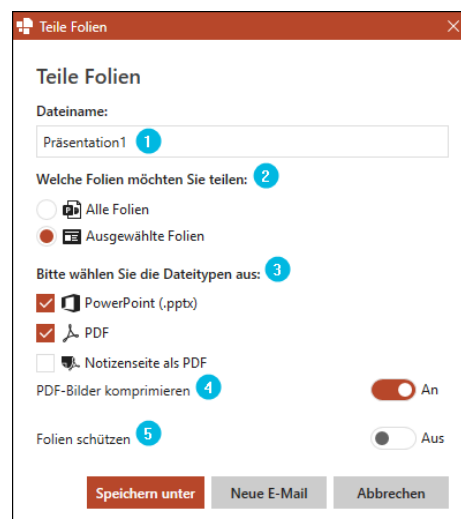 Teile Folien
Teile Folien
Dateiname:
Präsentation1 1
Welche Folien möchten Sie teilen: 2
Alle Folien
Ausgewählte Folien
Bitte wählen Sie die Dateitypen aus: 3
PowerPoint (.pptx)
PDF
Notizenseite als PDF
PDF-Bilder komprimieren 4 An
Folien schützen 5 Aus
Speichern unter Neue E-Mail Abbrechen